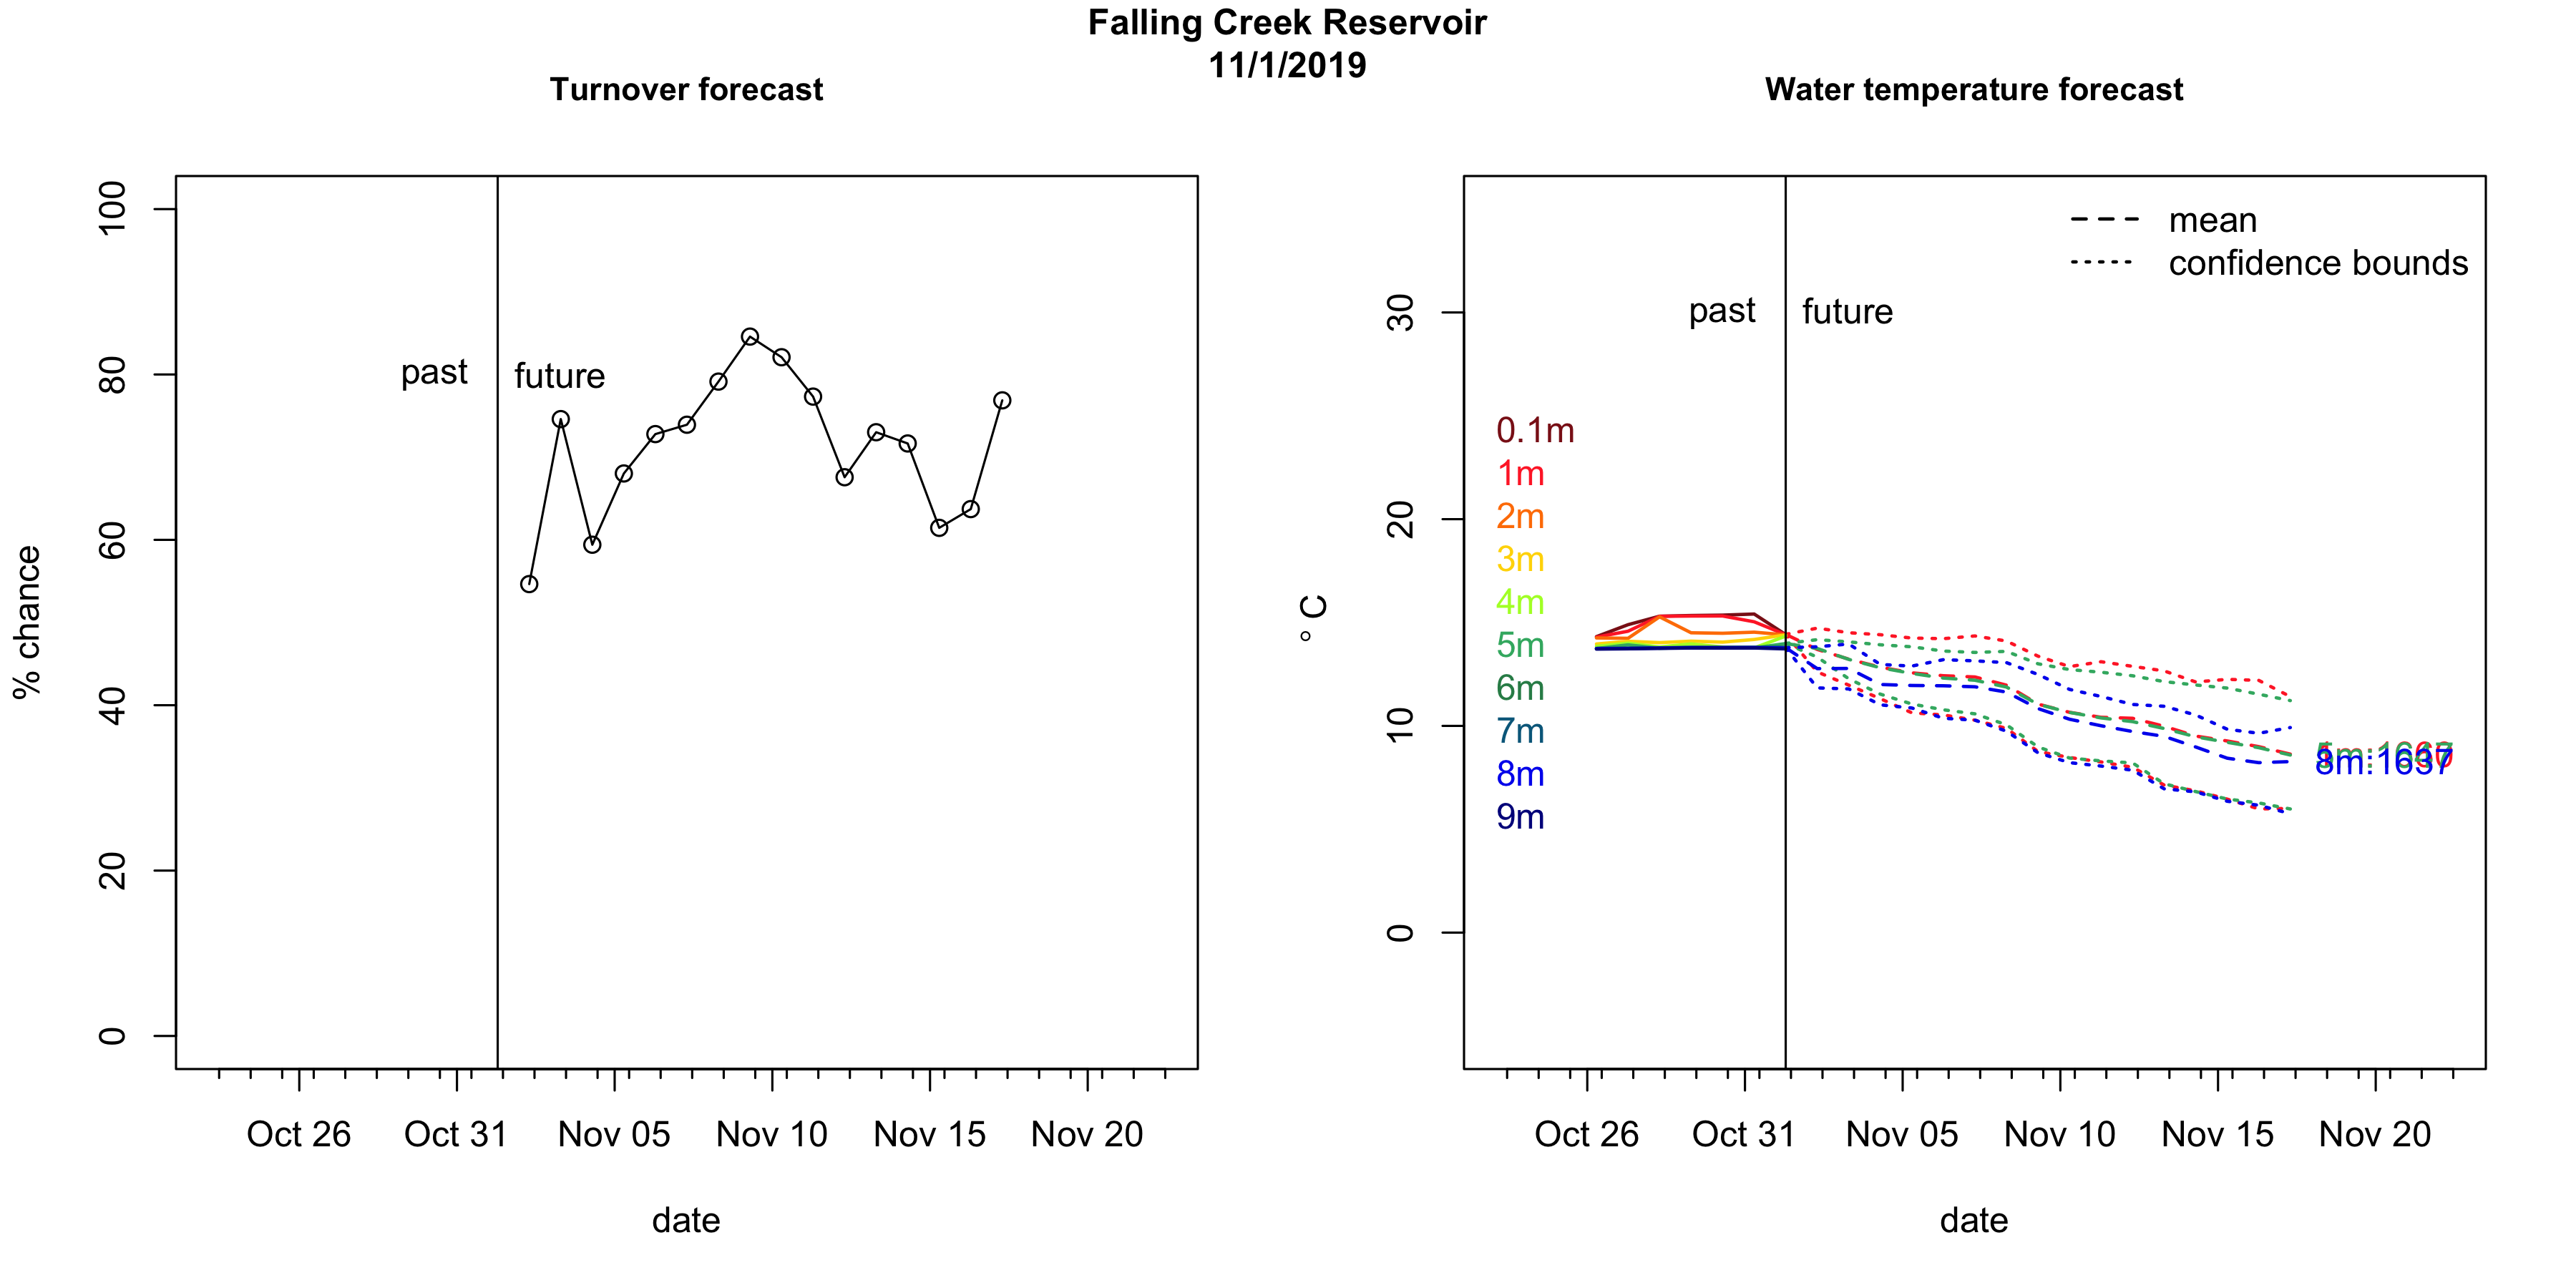 Falling Creek Reservoir
11/1/2019
Turnover forecast
% chance
100
80
60
40
20
0
past
future
Oct 26
Oct 31
Nov 05
Nov 10
Nov 15
Nov 20
date
Water temperature forecast
° C
30
20
10
0
mean
confidence bounds
past
future
0.1m
1m
2m
3m
4m
5m
6m
7m
8m
9m
8m:1637
Oct 26
Oct 31
Nov 05
Nov 10
Nov 15
Nov 20
date